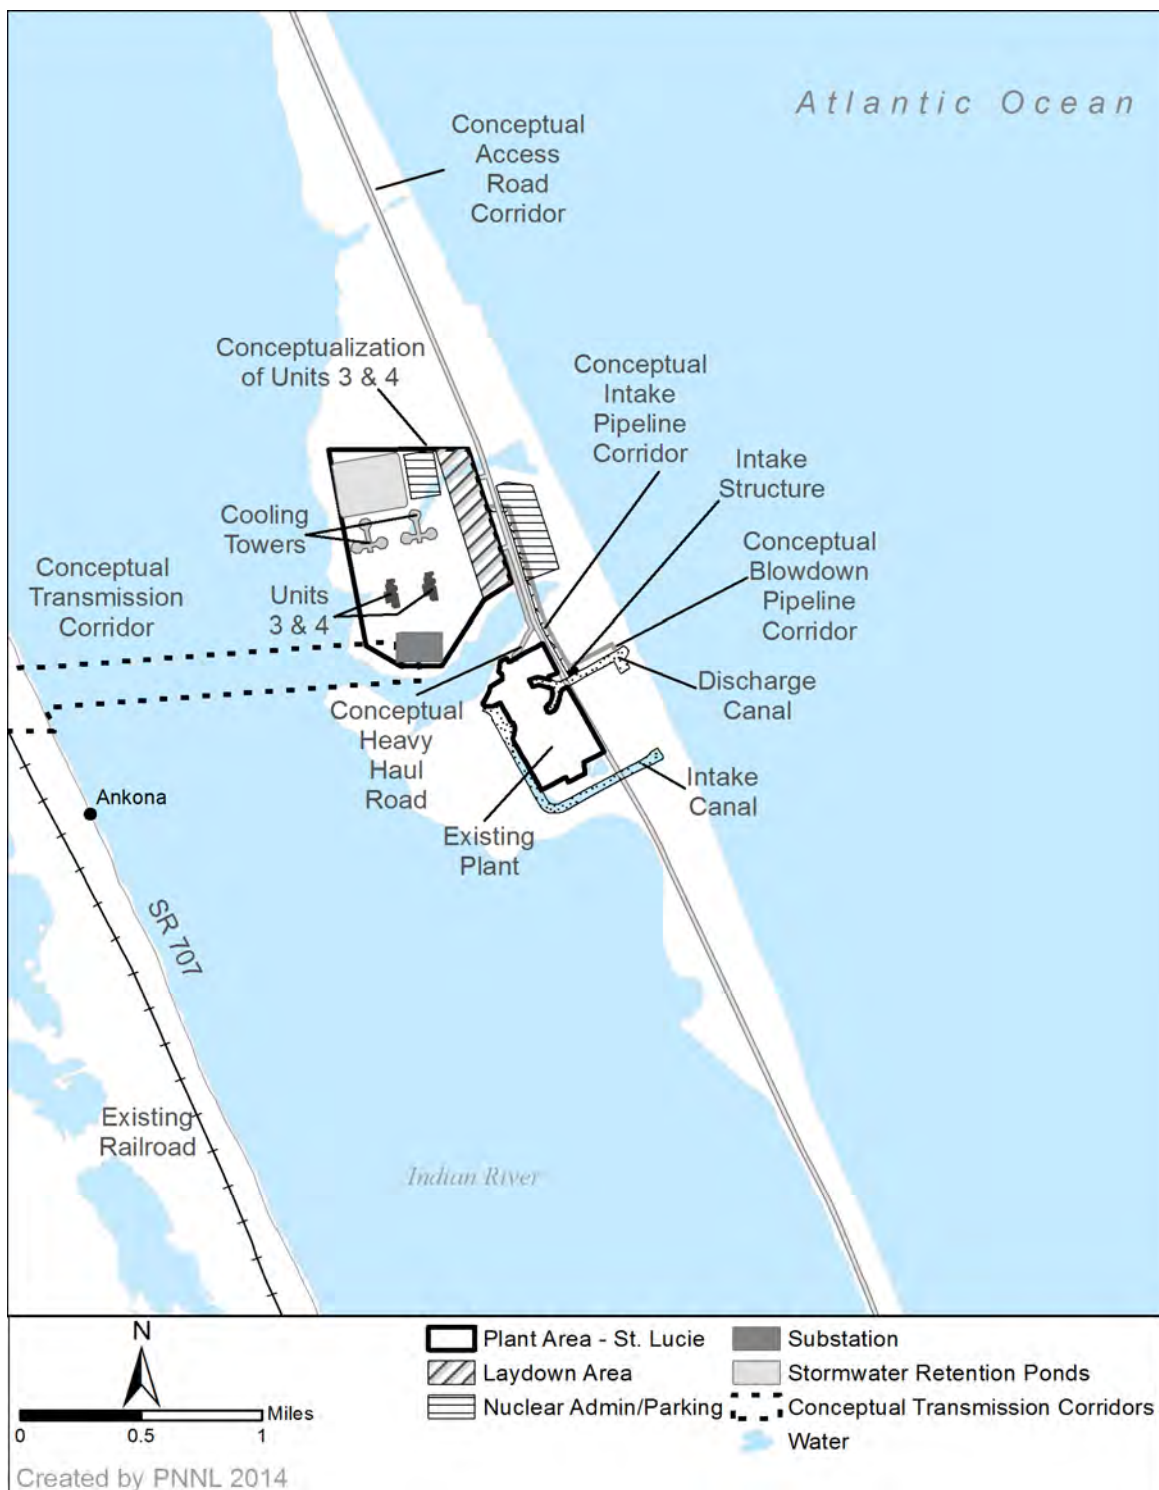 Atlantic Ocean
Conceptual
Access
Road
Corridor
Conceptualization
of Units 3 & 4
Conceptual
Intake
Pipeline
Corridor
Intake
Structure
Cooling
Towers
Conceptual
Blowdown
Pipeline
Corridor
Conceptual
Transmission
Corridor
Units
3 & 4
Discharge
Canal
Conceptual
Heavy
Haul
Road
Intake
Canal
Ankona
Existing
Plant
SR 707
Existing
Railroad
Indian River
N
Miles
0 0.5 1
Plant Area - St. Lucie
Laydown Area
Nuclear Admin/Parking
Substation
Stormwater Retention Ponds
Conceptual Transmission Corridors
Water
Created by PNNL 2014